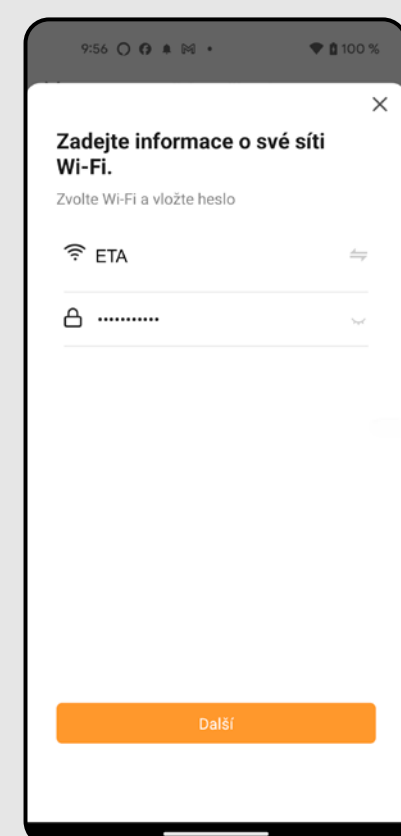 9:56
100 %
Zadejte informace o své síti
Wi-Fi.
Zvolte Wi-Fi a vložte heslo
ETA
•••••••••••
Další